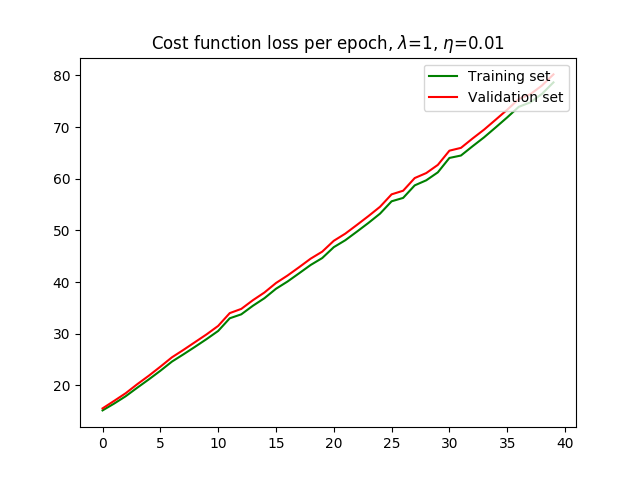 Cost function loss per epoch, λ=1, η=0.01
Training set
Validation set
80
70
60
50
40
30
20
0 5 10 15 20 25 30 35 40